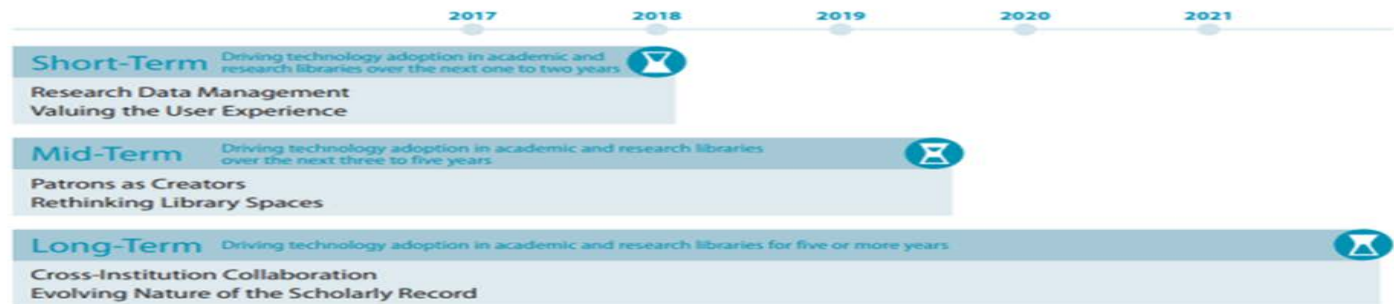 2017 2018 2019 2020 2021
Short-Term Driving technology adoption in academic and
research libraries over the next one to two years
Research Data Management
Valuing the User Experience
Mid-Term Driving technology adoption in academic and research libraries
over the next three to five years
Patrons as Creators
Rethinking Library Spaces
Long-Term Driving technology adoption in academic and research libraries for five or more years
Cross-Institution Collaboration
Evolving Nature of the Scholarly Record